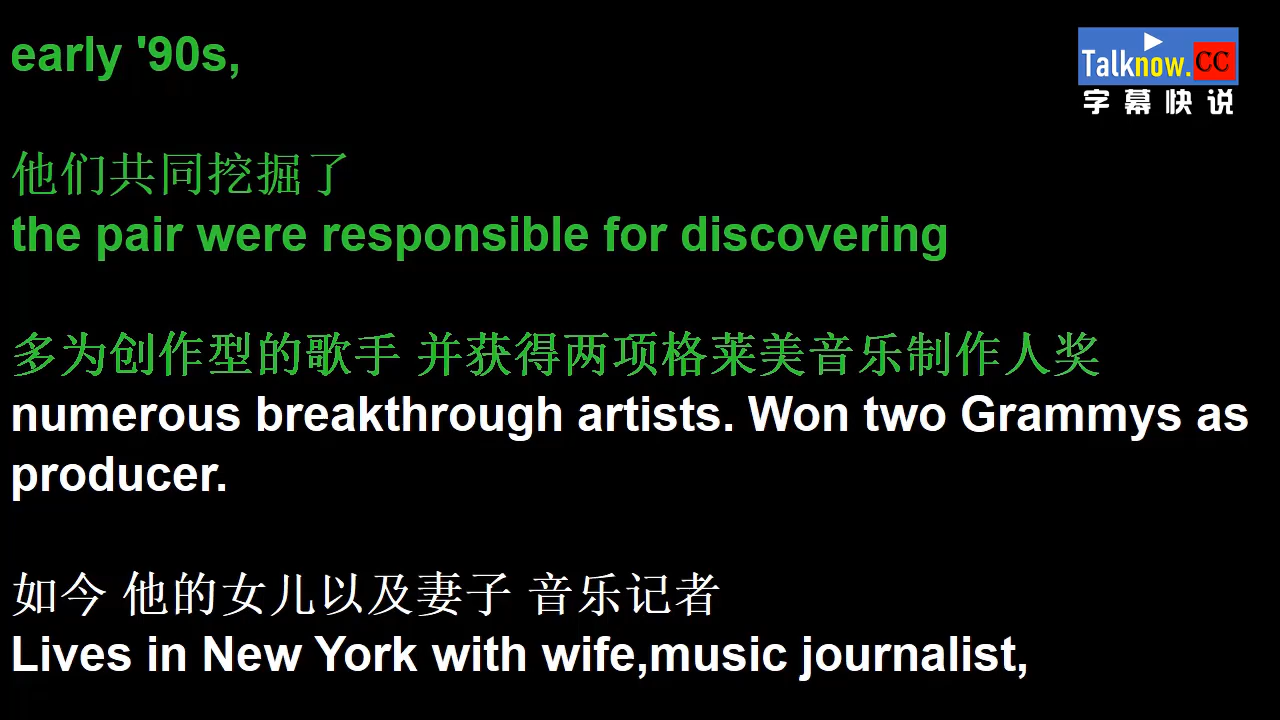 early '90s,
Talknow.CC
字幕快说
他们共同挖掘了
the pair were responsible for discovering
多为创作型的歌手 并获得两项格莱美音乐制作人奖
numerous breakthrough artists. Won two Grammys as
producer.
如今 他的女儿以及妻子 音乐记者
Lives in New York with wife,music journalist,